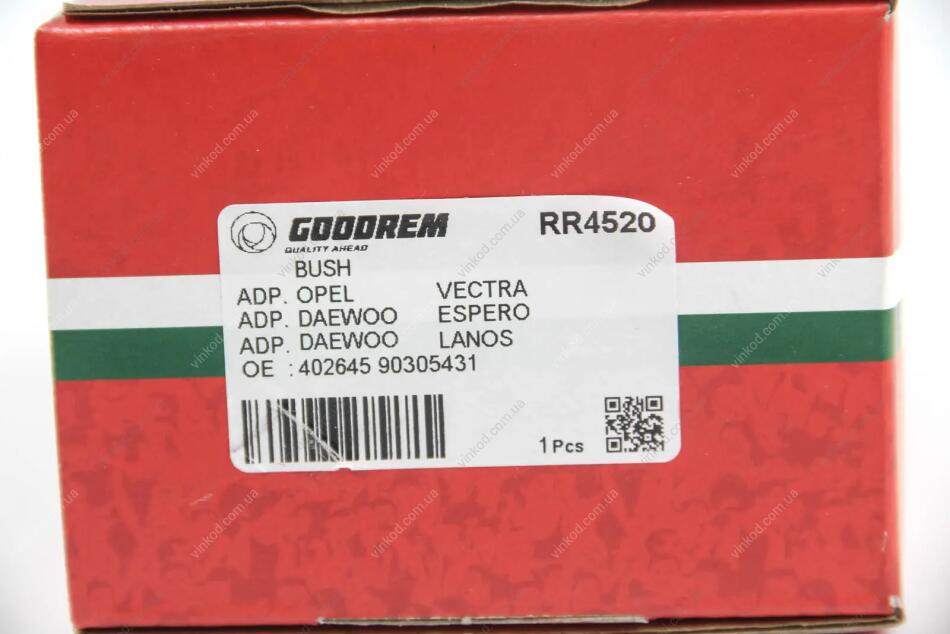 GOODREM
QUALITY AHEAD
RR4520
BUSH
ADP. OPEL VECTRA
ADP. DAEWOO ESPERO
ADP. DAEWOO LANOS
OE : 402645 90305431
1 Pcs
vinkod.com.ua